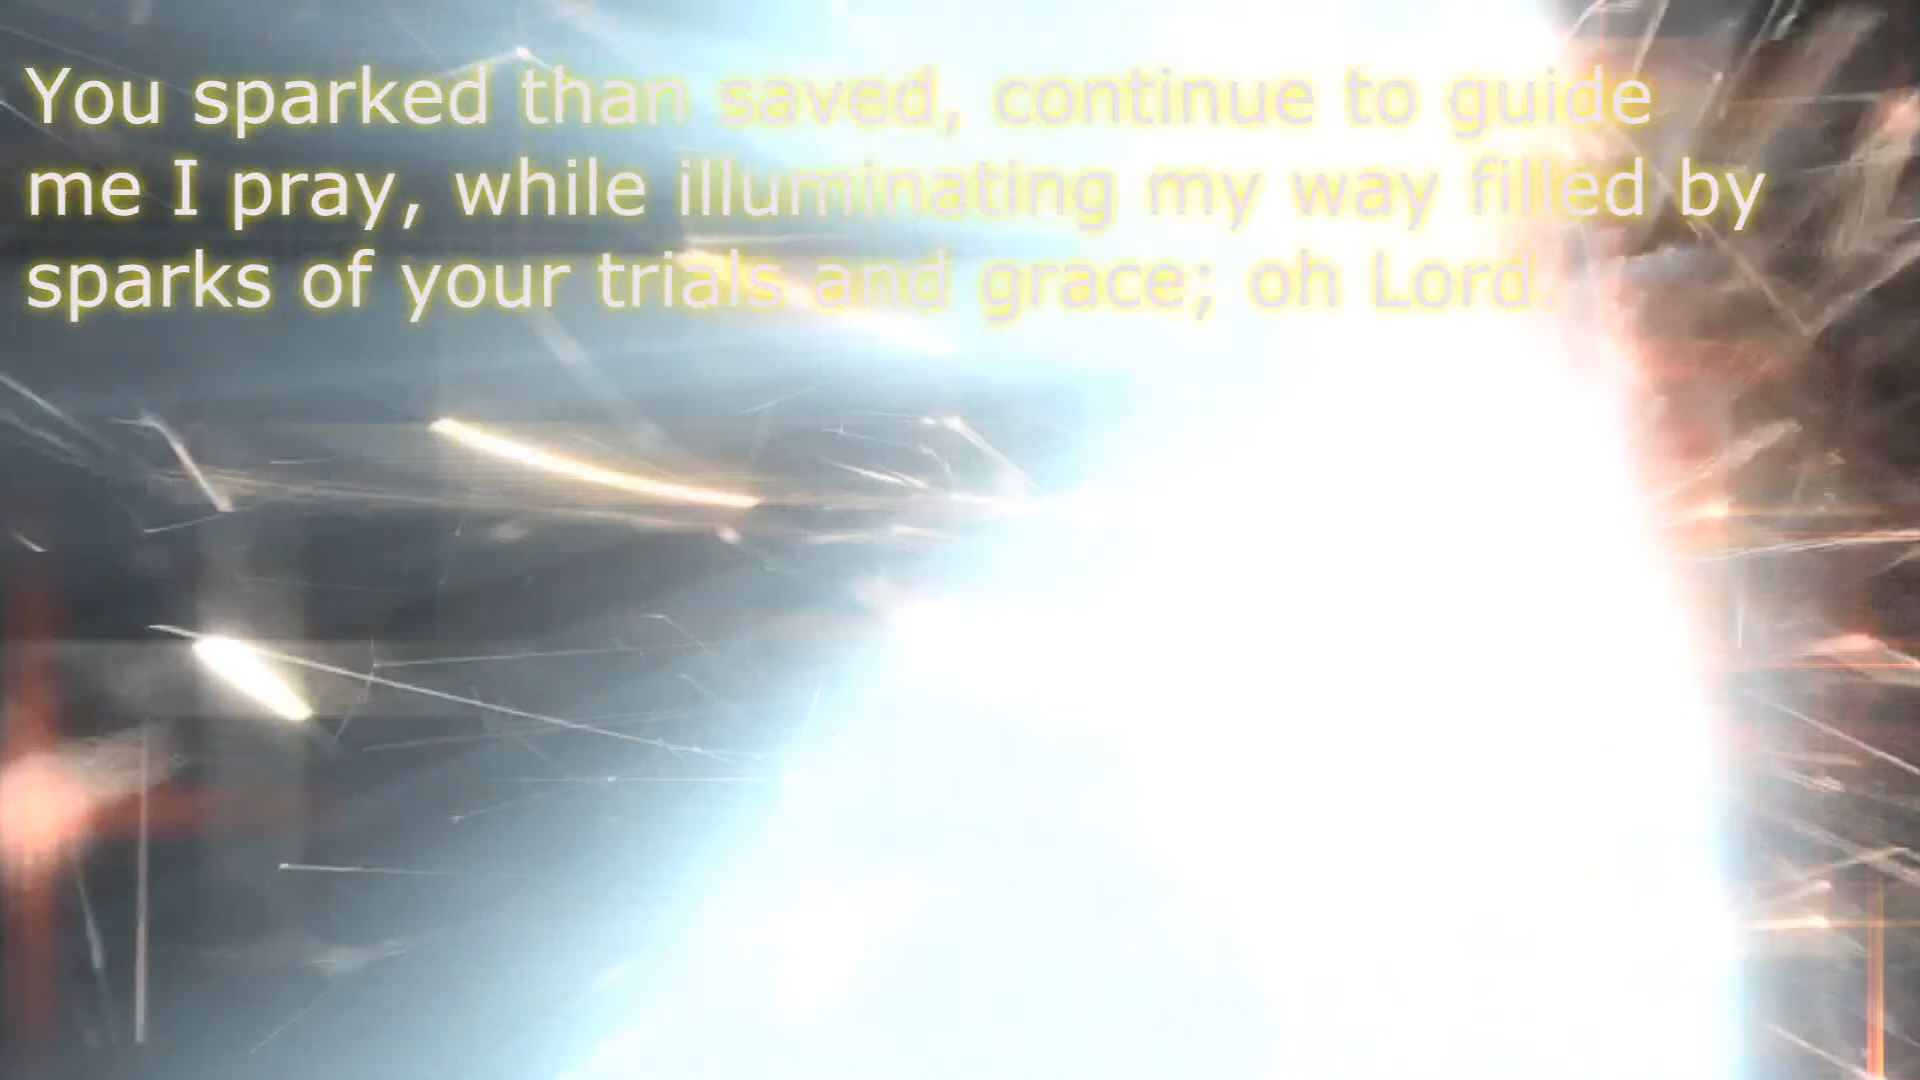 You sparked than saved, continue to guide
me I pray, while illuminating my way filled by
sparks of your trials and grace; oh Lord.